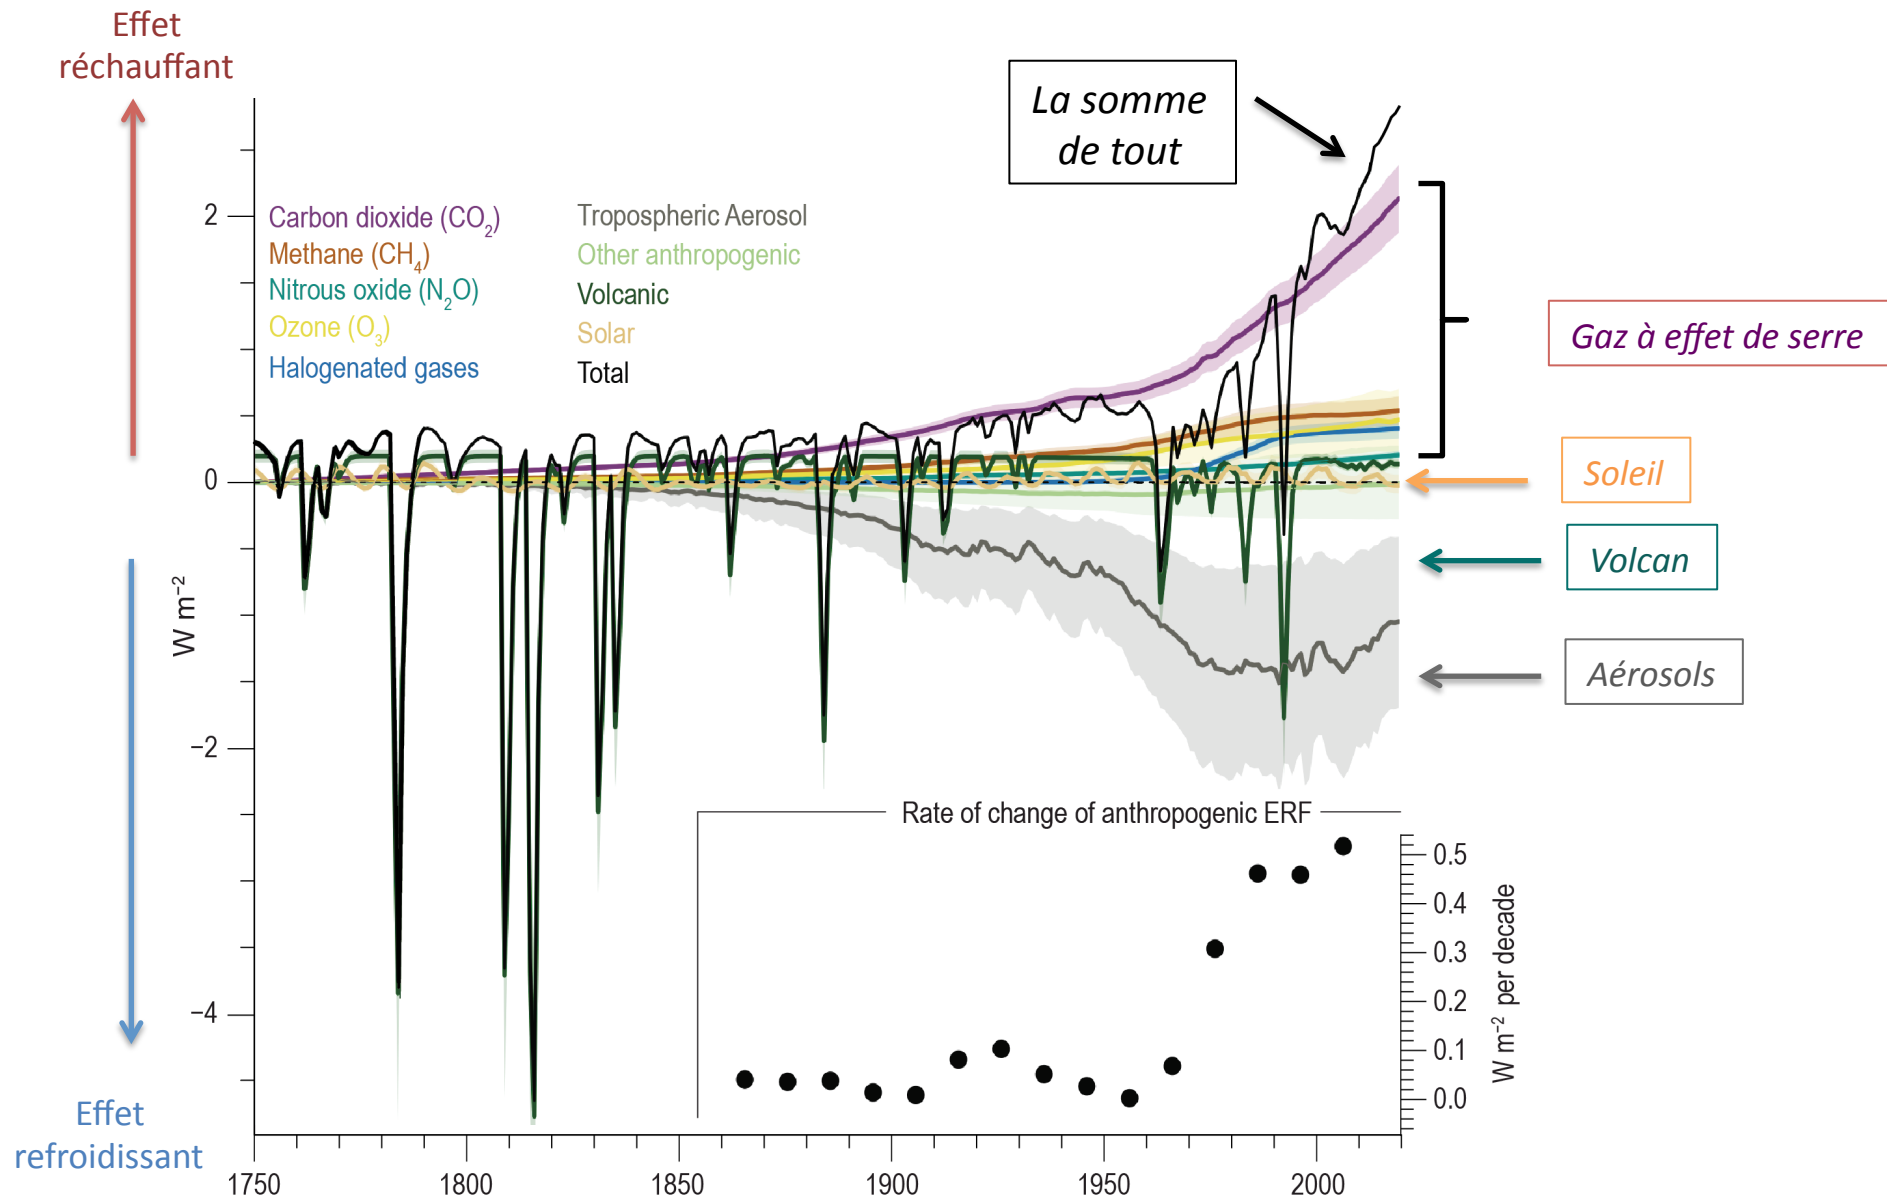 Effet
réchauffant
La somme
de tout
Carbon dioxide (CO₂)
Methane (CH₄)
Nitrous oxide (N₂O)
Ozone (O₃)
Halogenated gases
Tropospheric Aerosol
Other anthropogenic
Volcanic
Solar
Total
Gaz à effet de serre
Soleil
Volcan
Aérosols
2
0
−2
−4
W m⁻²
Rate of change of anthropogenic ERF
0.5
0.4
0.3
0.2
0.1
0.0
W m⁻² per decade
Effet
refroidissant
1750
1800
1850
1900
1950
2000